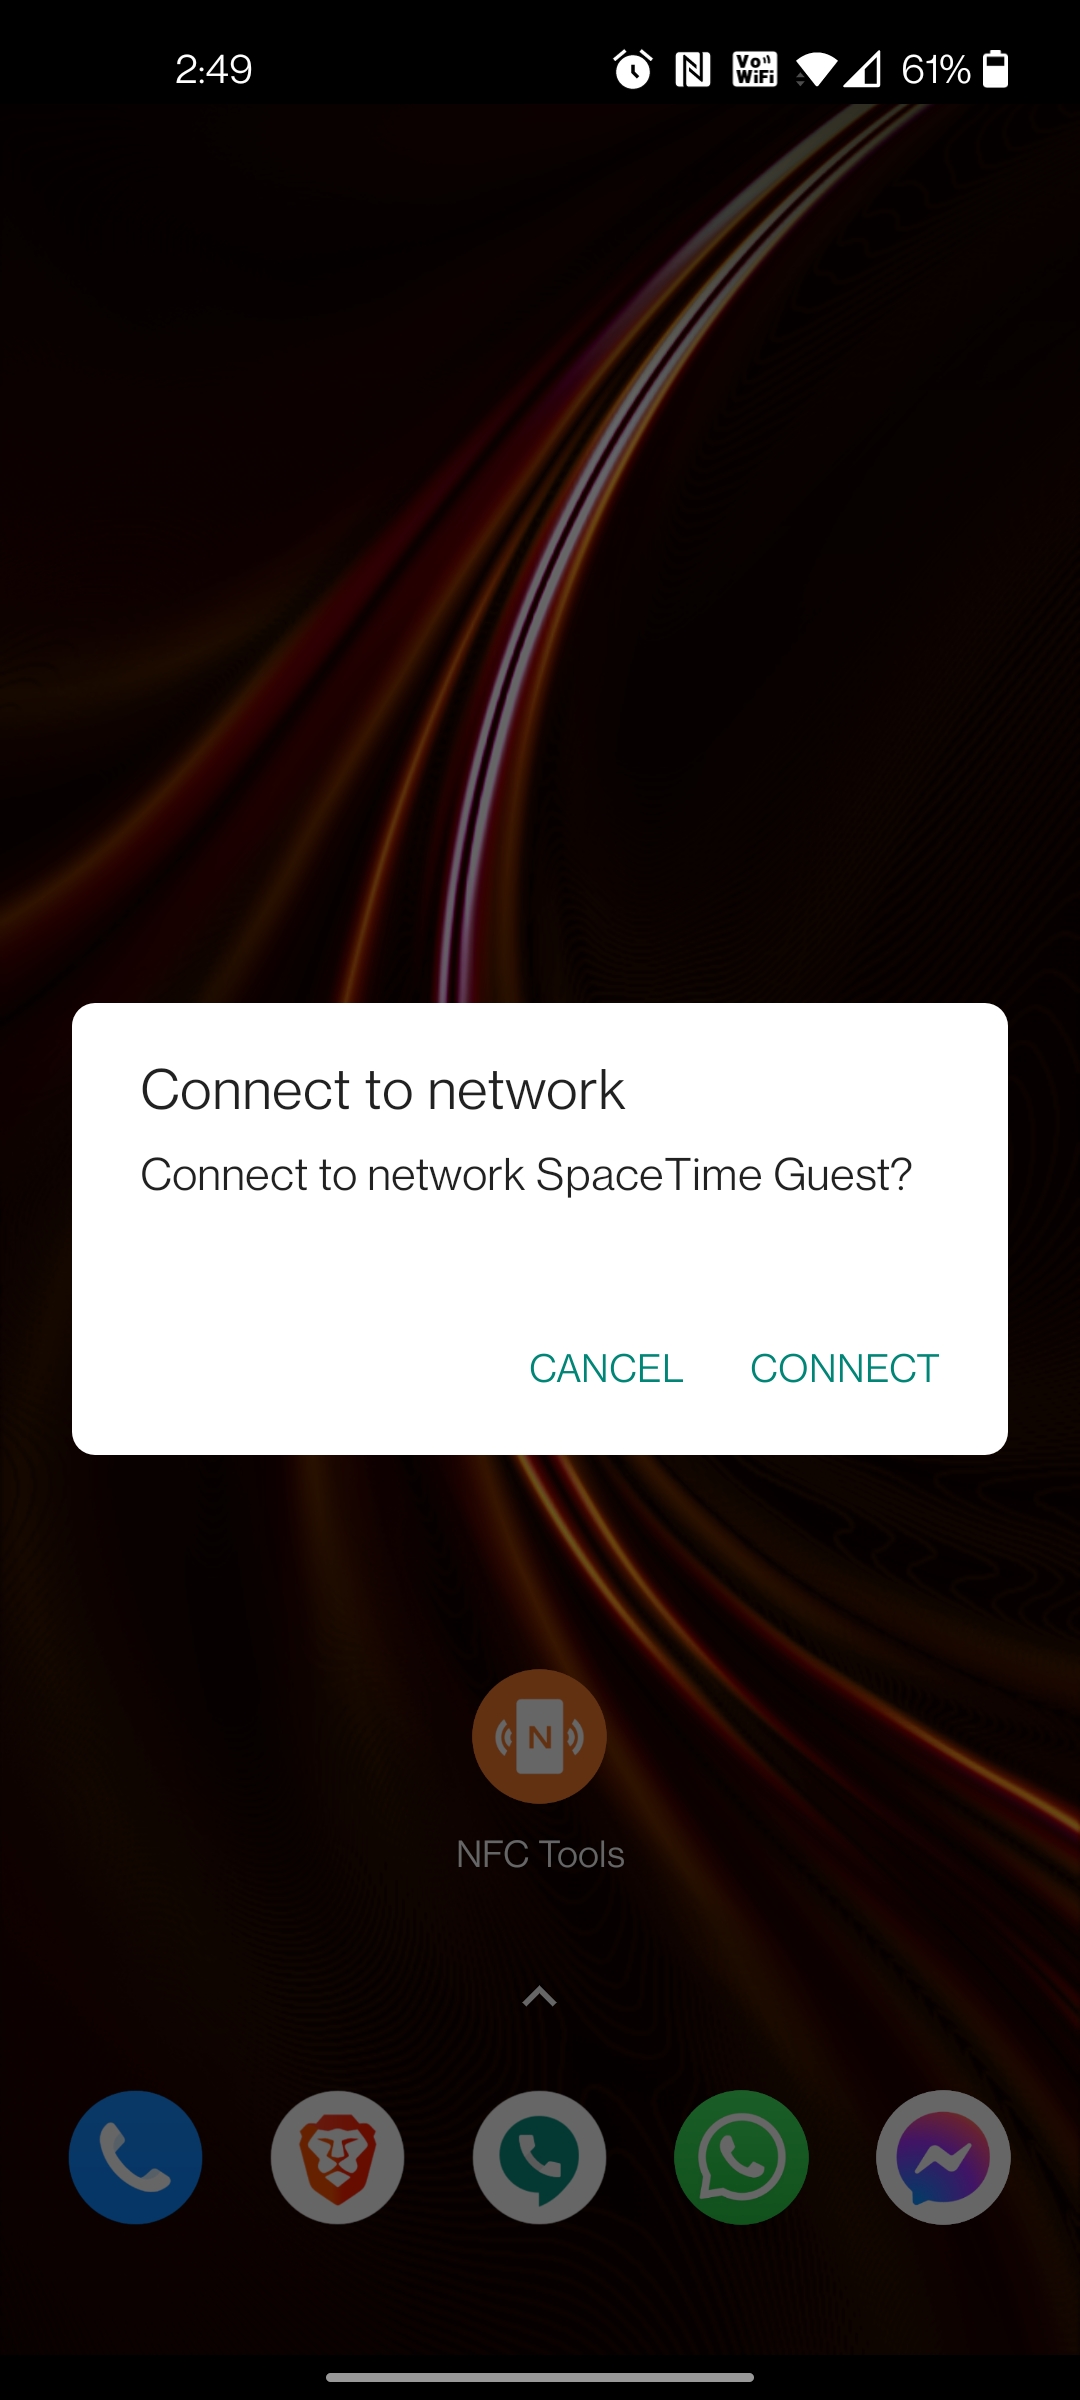 2:49
Vo WiFi 61%
Connect to network
Connect to network SpaceTime Guest?
CANCEL CONNECT
N
NFC Tools